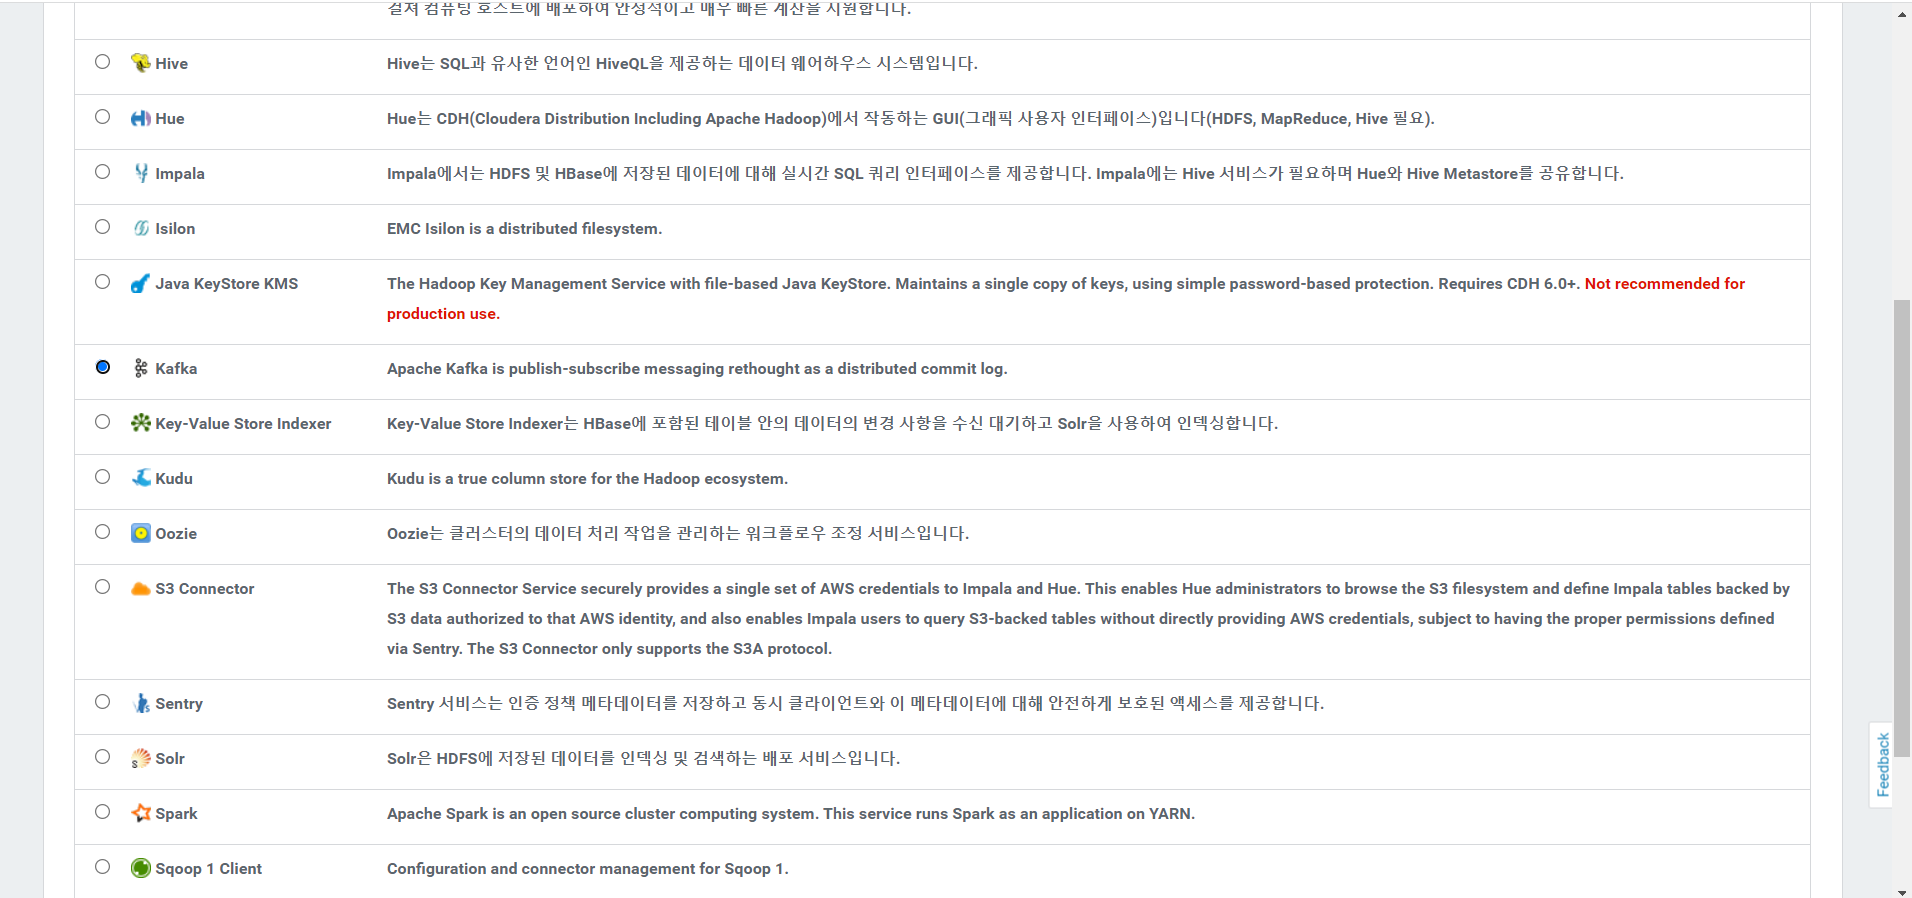 걸쳐 컴퓨팅 호스트에 배포하여 안정적이고 매우 빠른 계산을 지원합니다.
Hive Hive는 SQL과 유사한 언어인 HiveQL을 제공하는 데이터 웨어하우스 시스템입니다.
Hue Hue는 CDH(Cloudera Distribution Including Apache Hadoop)에서 작동하는 GUI(그래픽 사용자 인터페이스)입니다(HDFS, MapReduce, Hive 필요).
Impala Impala에서는 HDFS 및 HBase에 저장된 데이터에 대해 실시간 SQL 쿼리 인터페이스를 제공합니다. Impala에는 Hive 서비스가 필요하며 Hue와 Hive Metastore를 공유합니다.
Isilon EMC Isilon is a distributed filesystem.
Java KeyStore KMS The Hadoop Key Management Service with file-based Java KeyStore. Maintains a single copy of keys, using simple password-based protection. Requires CDH 6.0+. Not recommended for
production use.
Kafka Apache Kafka is publish-subscribe messaging rethought as a distributed commit log.
Key-Value Store Indexer Key-Value Store Indexer는 HBase에 포함된 테이블 안의 데이터의 변경 사항을 수신 대기하고 Solr을 사용하여 인덱싱합니다.
Kudu Kudu is a true column store for the Hadoop ecosystem.
Oozie Oozie는 클러스터의 데이터 처리 작업을 관리하는 워크플로우 조정 서비스입니다.
S3 Connector The S3 Connector Service securely provides a single set of AWS credentials to Impala and Hue. This enables Hue administrators to browse the S3 filesystem and define Impala tables backed by
S3 data authorized to that AWS identity, and also enables Impala users to query S3-backed tables without directly providing AWS credentials, subject to having the proper permissions defined
via Sentry. The S3 Connector only supports the S3A protocol.
Sentry Sentry 서비스는 인증 정책 메타데이터를 저장하고 동시 클라이언트와 이 메타데이터에 대해 안전하게 보호된 액세스를 제공합니다.
Solr Solr은 HDFS에 저장된 데이터를 인덱싱 및 검색하는 배포 서비스입니다.
Spark Apache Spark is an open source cluster computing system. This service runs Spark as an application on YARN.
Sqoop 1 Client Configuration and connector management for Sqoop 1.
Feedback